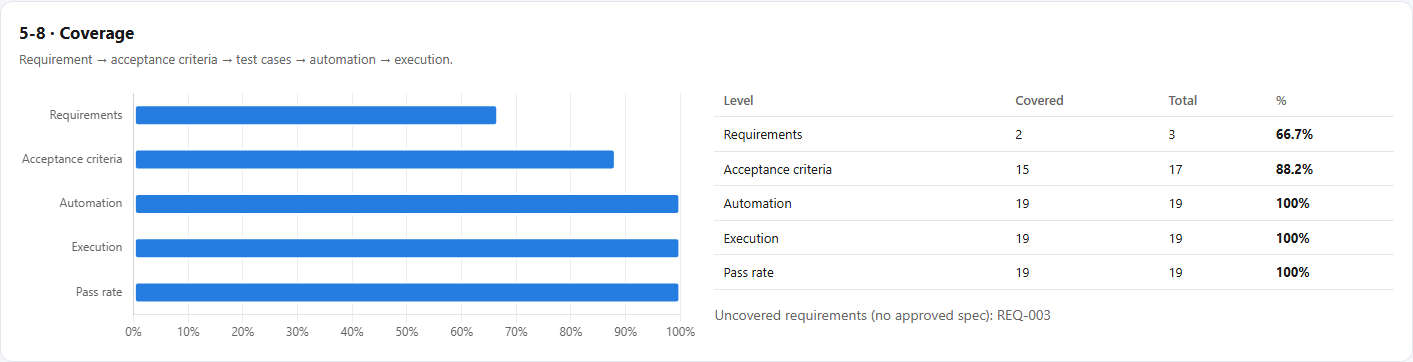 5-8 · Coverage
Requirement → acceptance criteria → test cases → automation → execution.
Requirements
Acceptance criteria
Automation
Execution
Pass rate
0% 10% 20% 30% 40% 50% 60% 70% 80% 90% 100%
Level Covered Total %
Requirements 2 3 66.7%
Acceptance criteria 15 17 88.2%
Automation 19 19 100%
Execution 19 19 100%
Pass rate 19 19 100%
Uncovered requirements (no approved spec): REQ-003